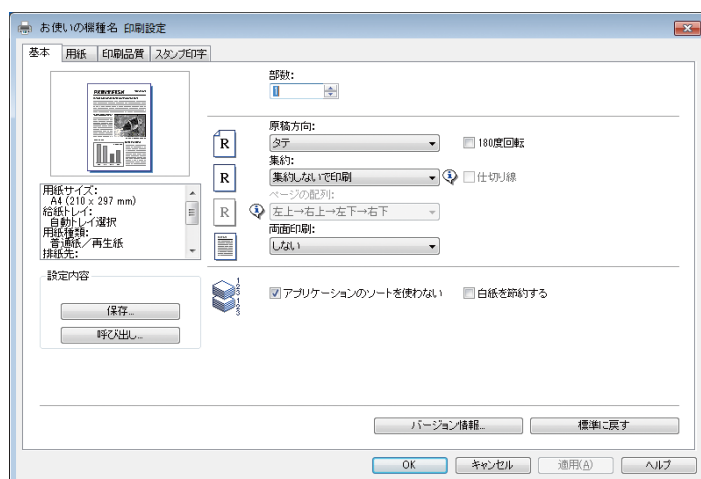 お使いの機種名 印刷設定
基本 用紙 印刷品質 スタンプ印字
部数:
1
原稿方向:
R タテ 180度回転
集約:
R 集約しないで印刷 仕切り線
ページの配列:
R 左上→右上→左下→右下
両面印刷:
しない
用紙サイズ:
A4 (210 x 297 mm)
給紙トレイ:
自動トレイ選択
用紙種類:
普通紙/再生紙
排紙先:
設定内容
保存...
呼び出し...
1
2
3
1
2
3
アプリケーションのソートを使わない 白紙を節約する
バージョン情報... 標準に戻す
OK キャンセル 適用(A) ヘルプ